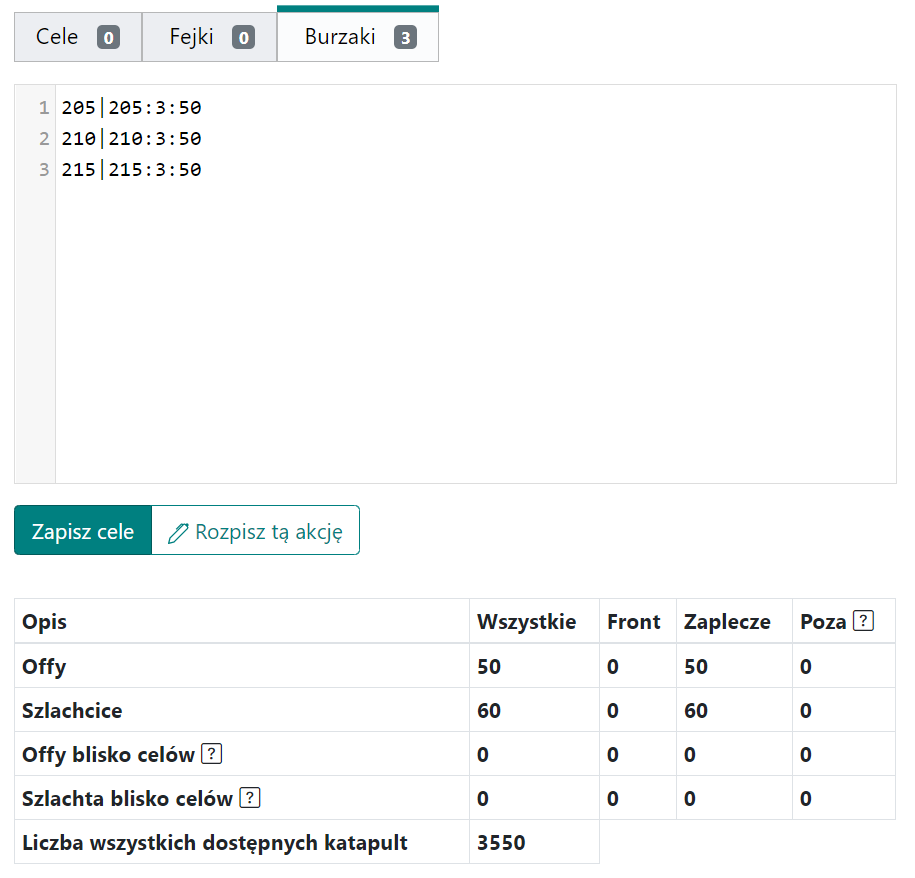 Cele 0 Fejki 0 Burzaki 3
1 205|205:3:50
2 210|210:3:50
3 215|215:3:50
Zapisz cele Rozpisz tą akcję
Opis Wszystkie Front Zaplecze Poza ?
Offy 50 0 50 0
Szlachcice 60 0 60 0
Offy blisko celów ? 0 0 0 0
Szlachta blisko celów ? 0 0 0 0
Liczba wszystkich dostępnych katapult 3550